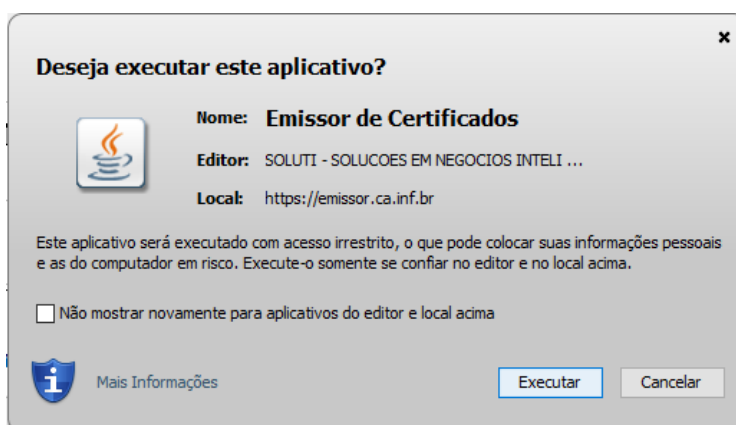 Deseja executar este aplicativo?
Nome: Emissor de Certificados
Editor: SOLUTI - SOLUCOES EM NEGOCIOS INTELI ...
Local: https://emissor.ca.inf.br
Este aplicativo será executado com acesso irrestrito, o que pode colocar suas informações pessoais
e as do computador em risco. Execute-o somente se confiar no editor e no local acima.
Não mostrar novamente para aplicativos do editor e local acima
Mais Informações
Executar
Cancelar